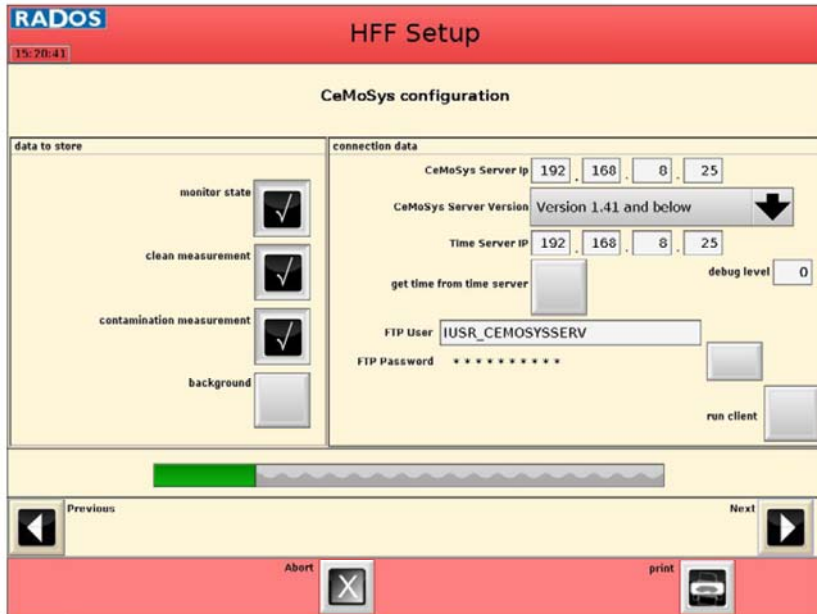 RADOS
HFF Setup
15:20:41
CeMoSys configuration
data to store
monitor state
clean measurement
contamination measurement
background
connection data
CeMoSys Server Ip 192 . 168 . 8 . 25
CeMoSys Server Version Version 1.41 and below
Time Server IP 192 . 168 . 8 . 25
get time from time server
debug level 0
FTP User IUSR_CEMOSYSSERV
FTP Password * * * * * * * * * *
run client
Previous
Next
Abort
print